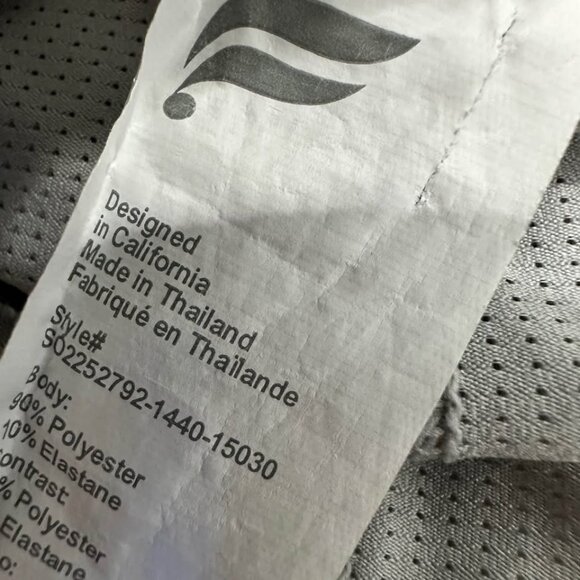 Designed
in California
Made in Thailand
Fabriqué en Thaïlande
Style#
SO2252792-1440-15030
Body:
90% Polyester
10% Elastane
ontrast:
% Polyester
Elastane
o: